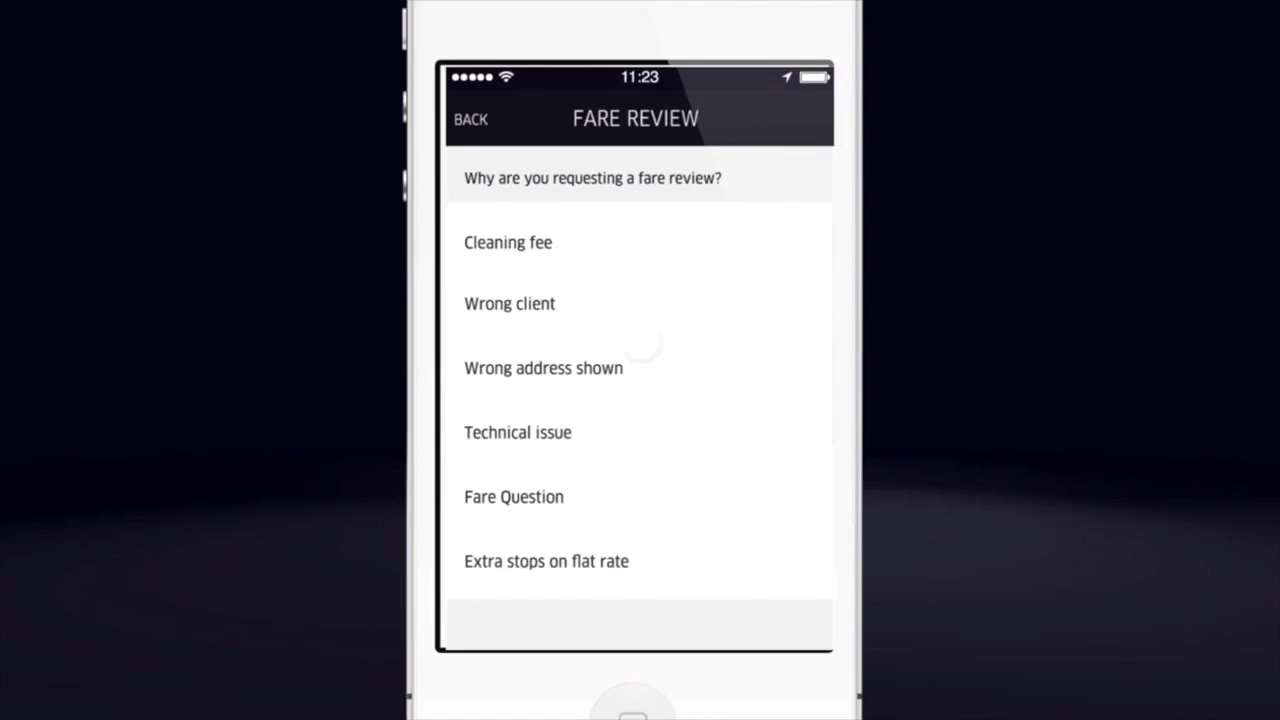 11:23
BACK
FARE REVIEW
Why are you requesting a fare review?
Cleaning fee
Wrong client
Wrong address shown
Technical issue
Fare Question
Extra stops on flat rate